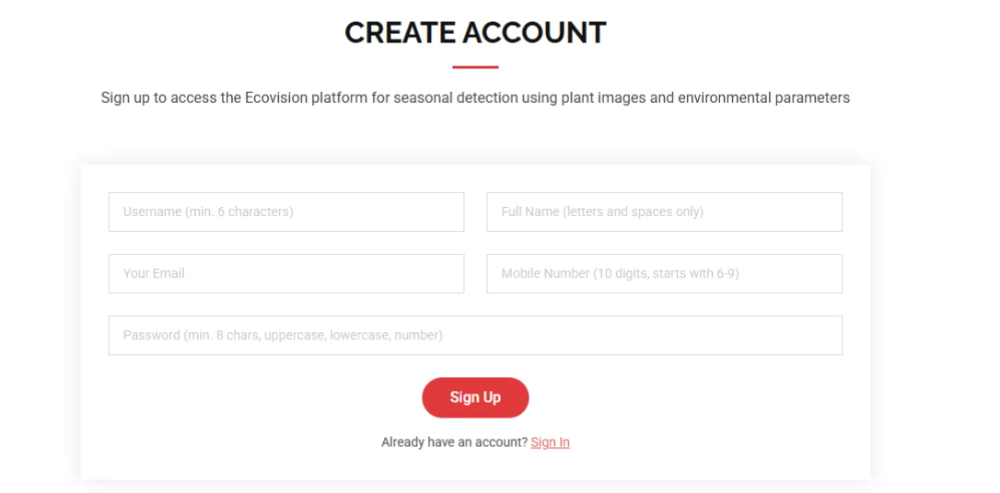 CREATE ACCOUNT
Sign up to access the Ecovision platform for seasonal detection using plant images and environmental parameters
Username (min. 6 characters)
Full Name (letters and spaces only)
Your Email
Mobile Number (10 digits, starts with 6-9)
Password (min. 8 chars, uppercase, lowercase, number)
Sign Up
Already have an account? Sign In